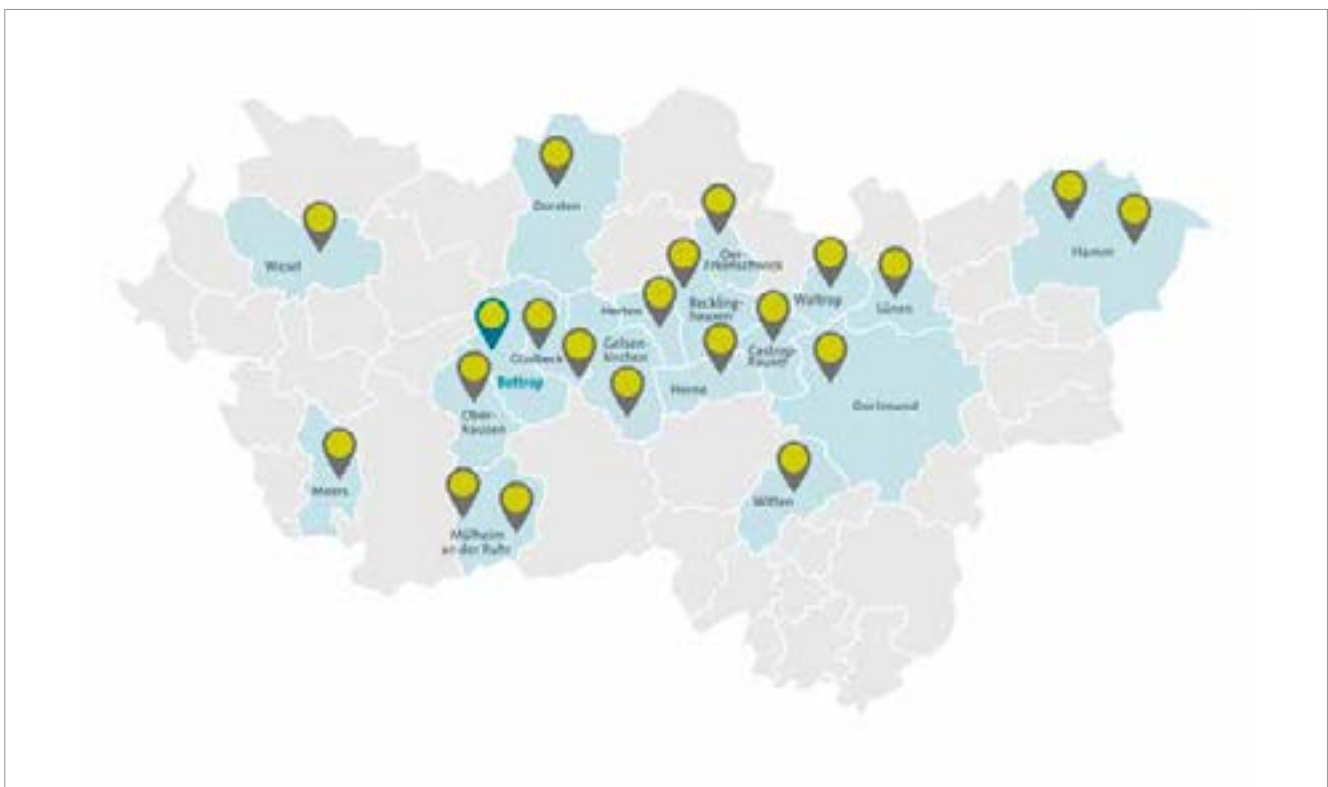 Dorsten
Wesel
Oer-
Erkenschwick
Hamm
Herten
Reckling-
hausen
Waltrop
Lünen
Gladbeck
Gelsen-
kirchen
Castrop-
Rauxel
Bottrop
Herne
Dortmund
Ober-
hausen
Moers
Witten
Mülheim
an der Ruhr